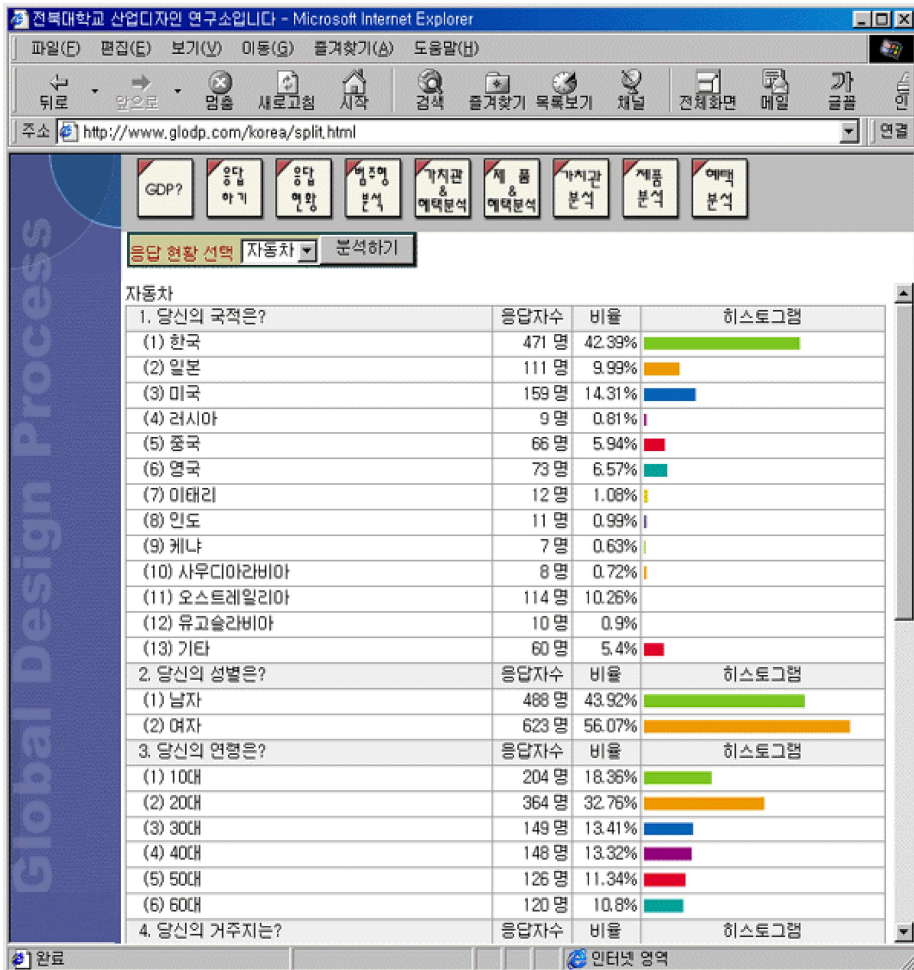 전북대학교 산업디자인 연구소입니다 - Microsoft Internet Explorer
파일(F) 편집(E) 보기(V) 이동(G) 즐겨찾기(A) 도움말(H)
뒤로 앞으로 멈춤 새로고침 시작 검색 즐겨찾기 목록보기 채널 전체화면 메일 글꼴 인
주소 http://www.glodp.com/korea/split.html 연결
GDP? 응답하기 응답현황 범주형분석 가치관&혜택분석 제 품&혜택분석 가치관분석 제품분석 혜택분석
응답 현황 선택 자동차 분석하기
Global Design Process
자동차
1. 당신의 국적은? 응답자수 비율 히스토그램
(1) 한국 471 명 42.39%
(2) 일본 111 명 9.99%
(3) 미국 159 명 14.31%
(4) 러시아 9 명 0.81%
(5) 중국 66 명 5.94%
(6) 영국 73 명 6.57%
(7) 이태리 12 명 1.08%
(8) 인도 11 명 0.99%
(9) 케냐 7 명 0.63%
(10) 사우디아라비아 8 명 0.72%
(11) 오스트레일리아 114 명 10.26%
(12) 유고슬라비아 10 명 0.9%
(13) 기타 60 명 5.4%
2. 당신의 성별은? 응답자수 비율 히스토그램
(1) 남자 488 명 43.92%
(2) 여자 623 명 56.07%
3. 당신의 연령은? 응답자수 비율 히스토그램
(1) 10대 204 명 18.36%
(2) 20대 364 명 32.76%
(3) 30대 149 명 13.41%
(4) 40대 148 명 13.32%
(5) 50대 126 명 11.34%
(6) 60대 120 명 10.8%
4. 당신의 거주지는? 응답자수 비율 히스토그램
완료 인터넷 영역